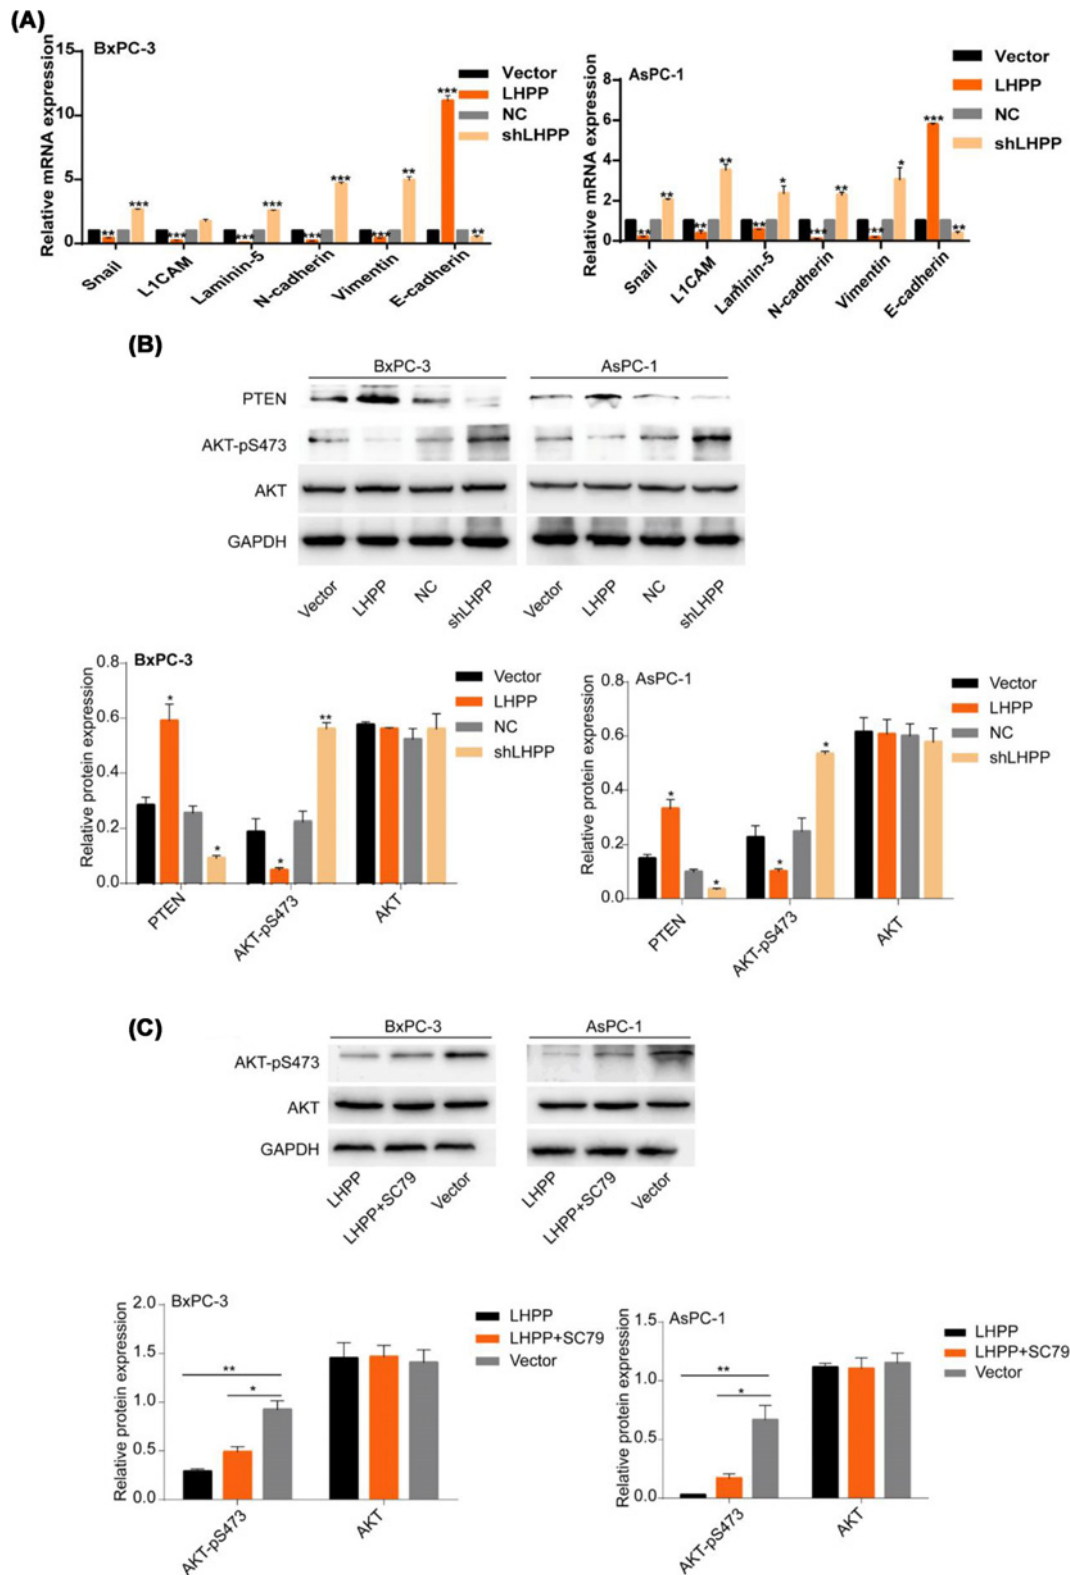 (A)
BxPC-3
Relative mRNA expression
15
10
5
0
Vector
LHPP
NC
shLHPP
** *** *** *** *** *** *** *** ** *** **
Snail
L1CAM
Laminin-5
N-cadherin
Vimentin
E-cadherin
AsPC-1
Relative mRNA expression
8
6
4
2
0
Vector
LHPP
NC
shLHPP
Snail
L1CAM
Laminin-5
N-cadherin
Vimentin
E-cadherin
(B)
BxPC-3
AsPC-1
PTEN
AKT-pS473
AKT
GAPDH
Vector
LHPP
NC
shLHPP
Vector
LHPP
NC
shLHPP
BxPC-3
Relative protein expression
0.8
0.6
0.4
0.2
0.0
Vector
LHPP
NC
shLHPP
* * * **
PTEN
AKT-pS473
AKT
AsPC-1
Relative protein expression
0.8
0.6
0.4
0.2
0.0
Vector
LHPP
NC
shLHPP
* * * *
PTEN
AKT-pS473
AKT
(C)
BxPC-3
AsPC-1
AKT-pS473
AKT
GAPDH
LHPP
LHPP+SC79
Vector
LHPP
LHPP+SC79
Vector
BxPC-3
Relative protein expression
2.0
1.5
1.0
0.5
0.0
LHPP
LHPP+SC79
Vector
**
*
AKT-pS473
AKT
AsPC-1
Relative protein expression
1.5
1.0
0.5
0.0
LHPP
LHPP+SC79
Vector
**
*
AKT-pS473
AKT